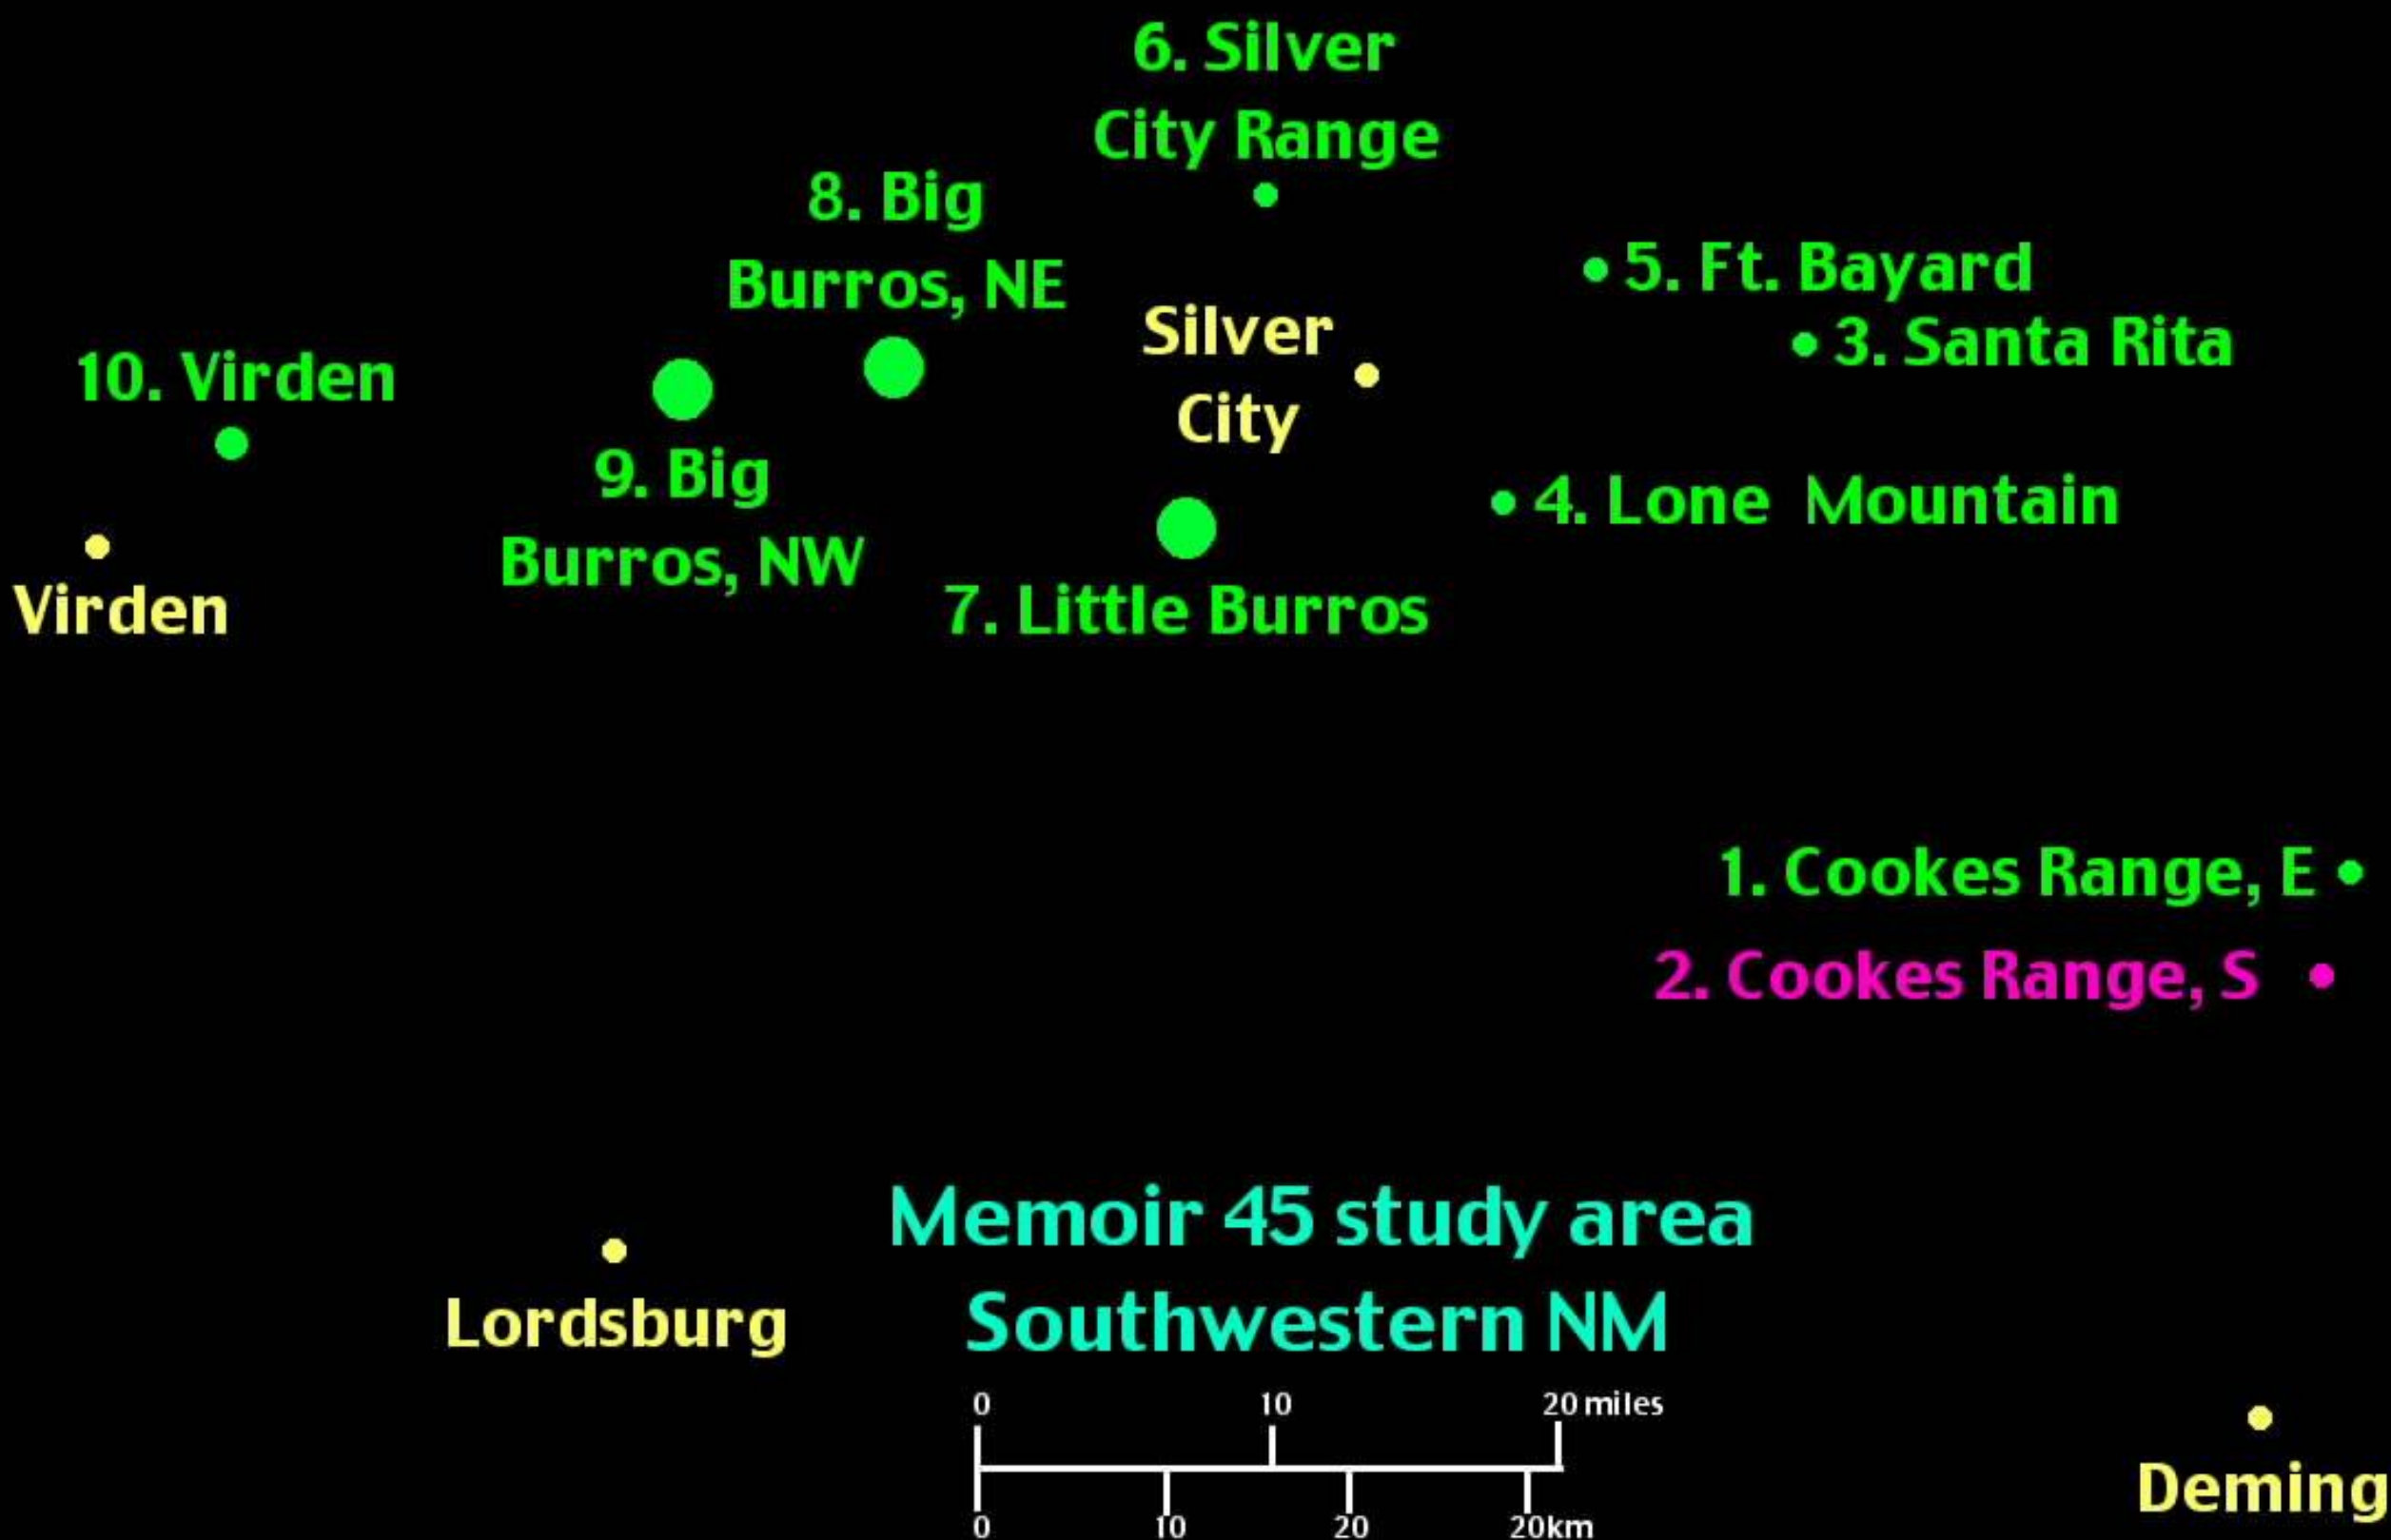 6. Silver
City Range
8. Big
Burros, NE
5. Ft. Bayard
Silver
City
3. Santa Rita
10. Virden
9. Big
Burros, NW
4. Lone Mountain
Virden
7. Little Burros
1. Cookes Range, E
2. Cookes Range, S
Memoir 45 study area
Southwestern NM
Lordsburg
0 10 20 miles
0 10 20 20km
Deming